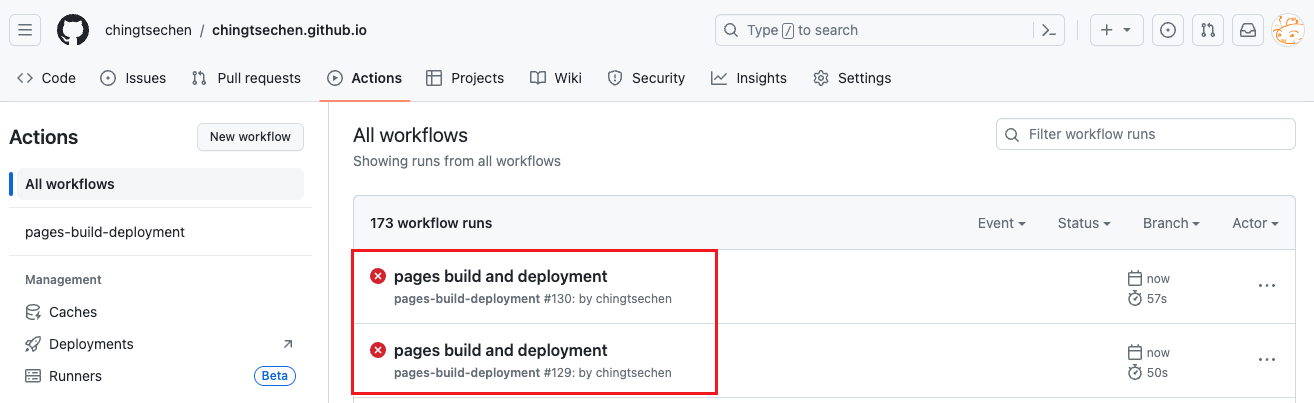 chingtsechen / chingtsechen.github.io
Type / to search
Code Issues Pull requests Actions Projects Wiki Security Insights Settings
Actions
New workflow
All workflows
pages-build-deployment
Management
Caches
Deployments
Runners Beta
All workflows
Showing runs from all workflows
Filter workflow runs
173 workflow runs
Event Status Branch Actor
pages build and deployment
pages-build-deployment #130: by chingtsechen
now
57s
pages build and deployment
pages-build-deployment #129: by chingtsechen
now
50s